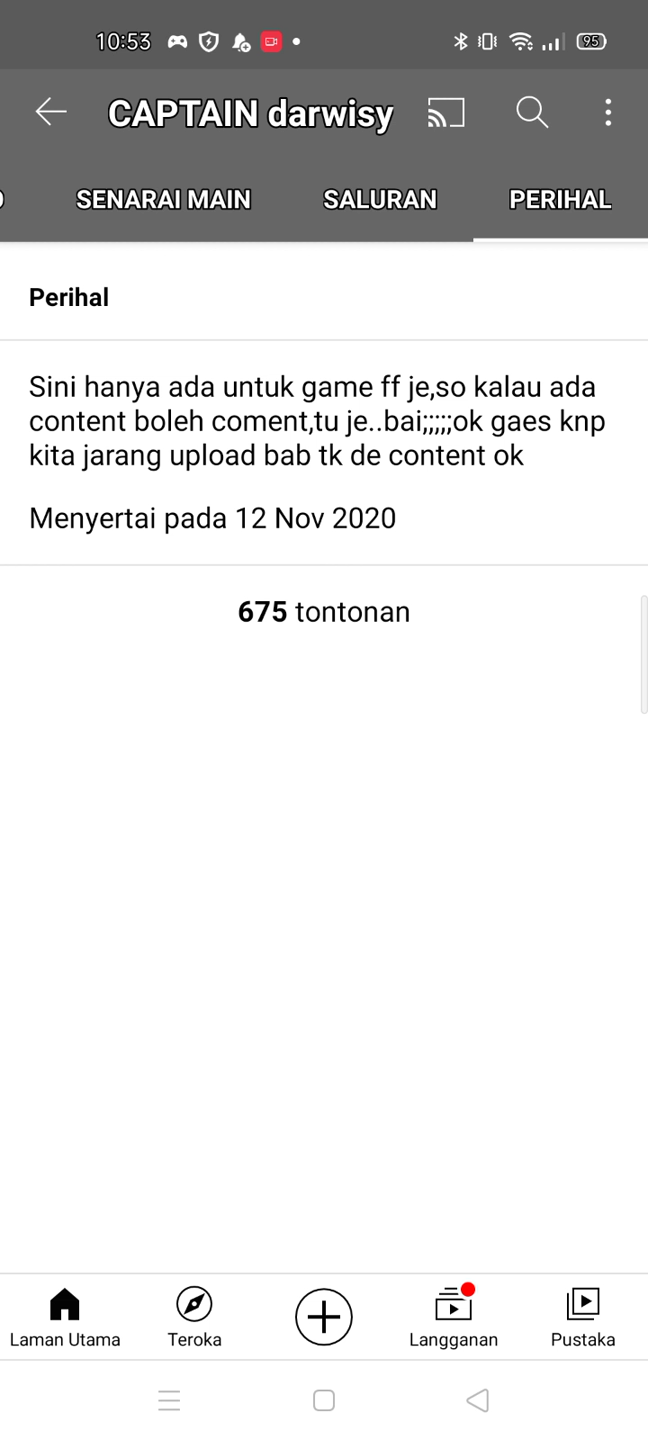 10:53
95
CAPTAIN darwisy
SENARAI MAIN SALURAN PERIHAL
Perihal
Sini hanya ada untuk game ff je,so kalau ada
content boleh coment,tu je..bai;;;;;ok gaes knp
kita jarang upload bab tk de content ok
Menyertai pada 12 Nov 2020
675 tontonan
Laman Utama Teroka Langganan Pustaka